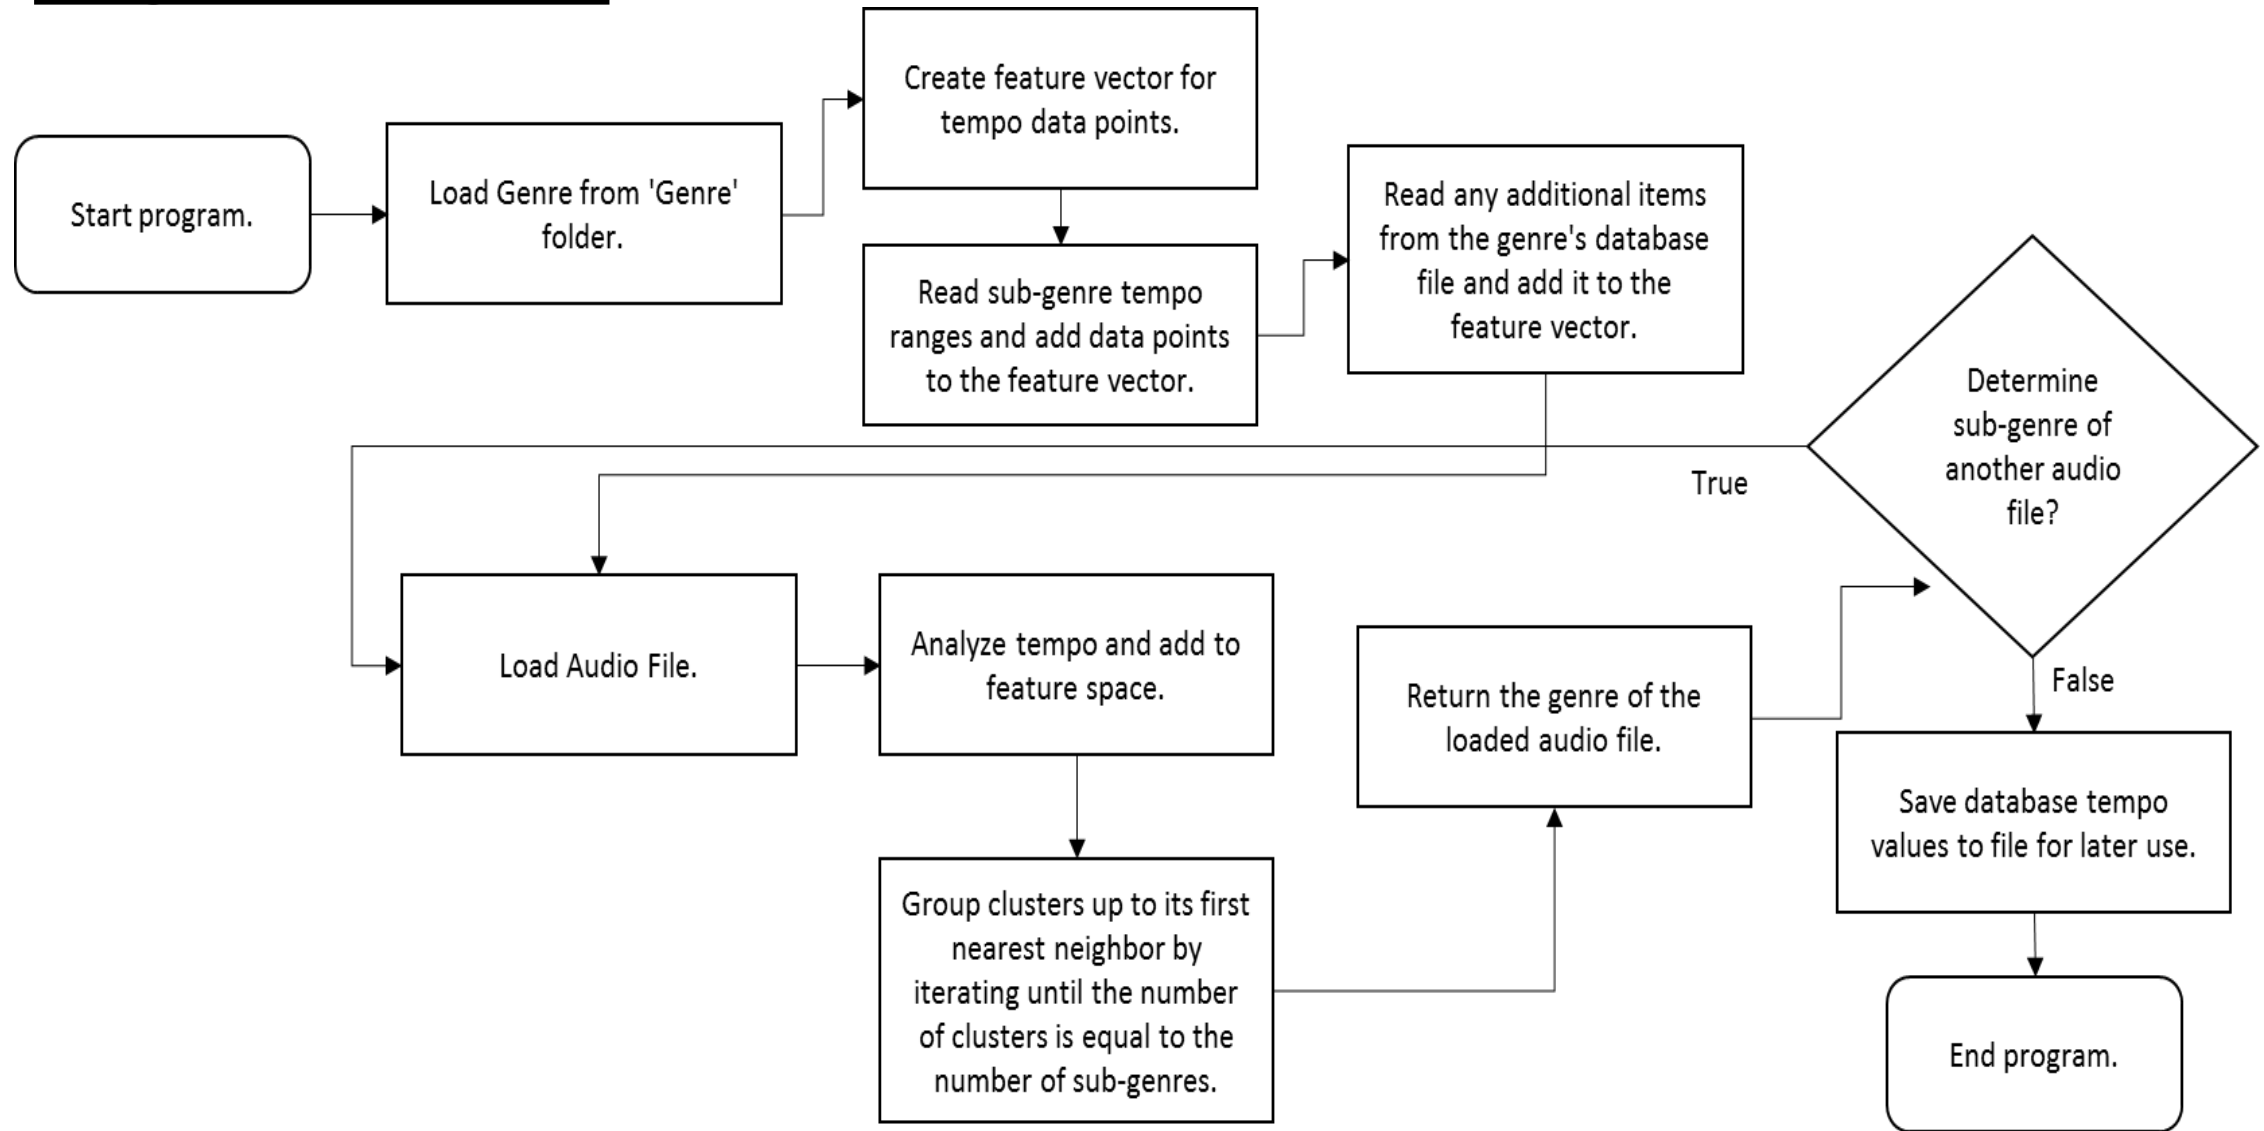 Start program.
Load Genre from 'Genre'
folder.
Create feature vector for
tempo data points.
Read sub-genre tempo
ranges and add data points
to the feature vector.
Read any additional items
from the genre's database
file and add it to the
feature vector.
Determine
sub-genre of
another audio
file?
True
False
Load Audio File.
Analyze tempo and add to
feature space.
Group clusters up to its first
nearest neighbor by
iterating until the number
of clusters is equal to the
number of sub-genres.
Return the genre of the
loaded audio file.
Save database tempo
values to file for later use.
End program.